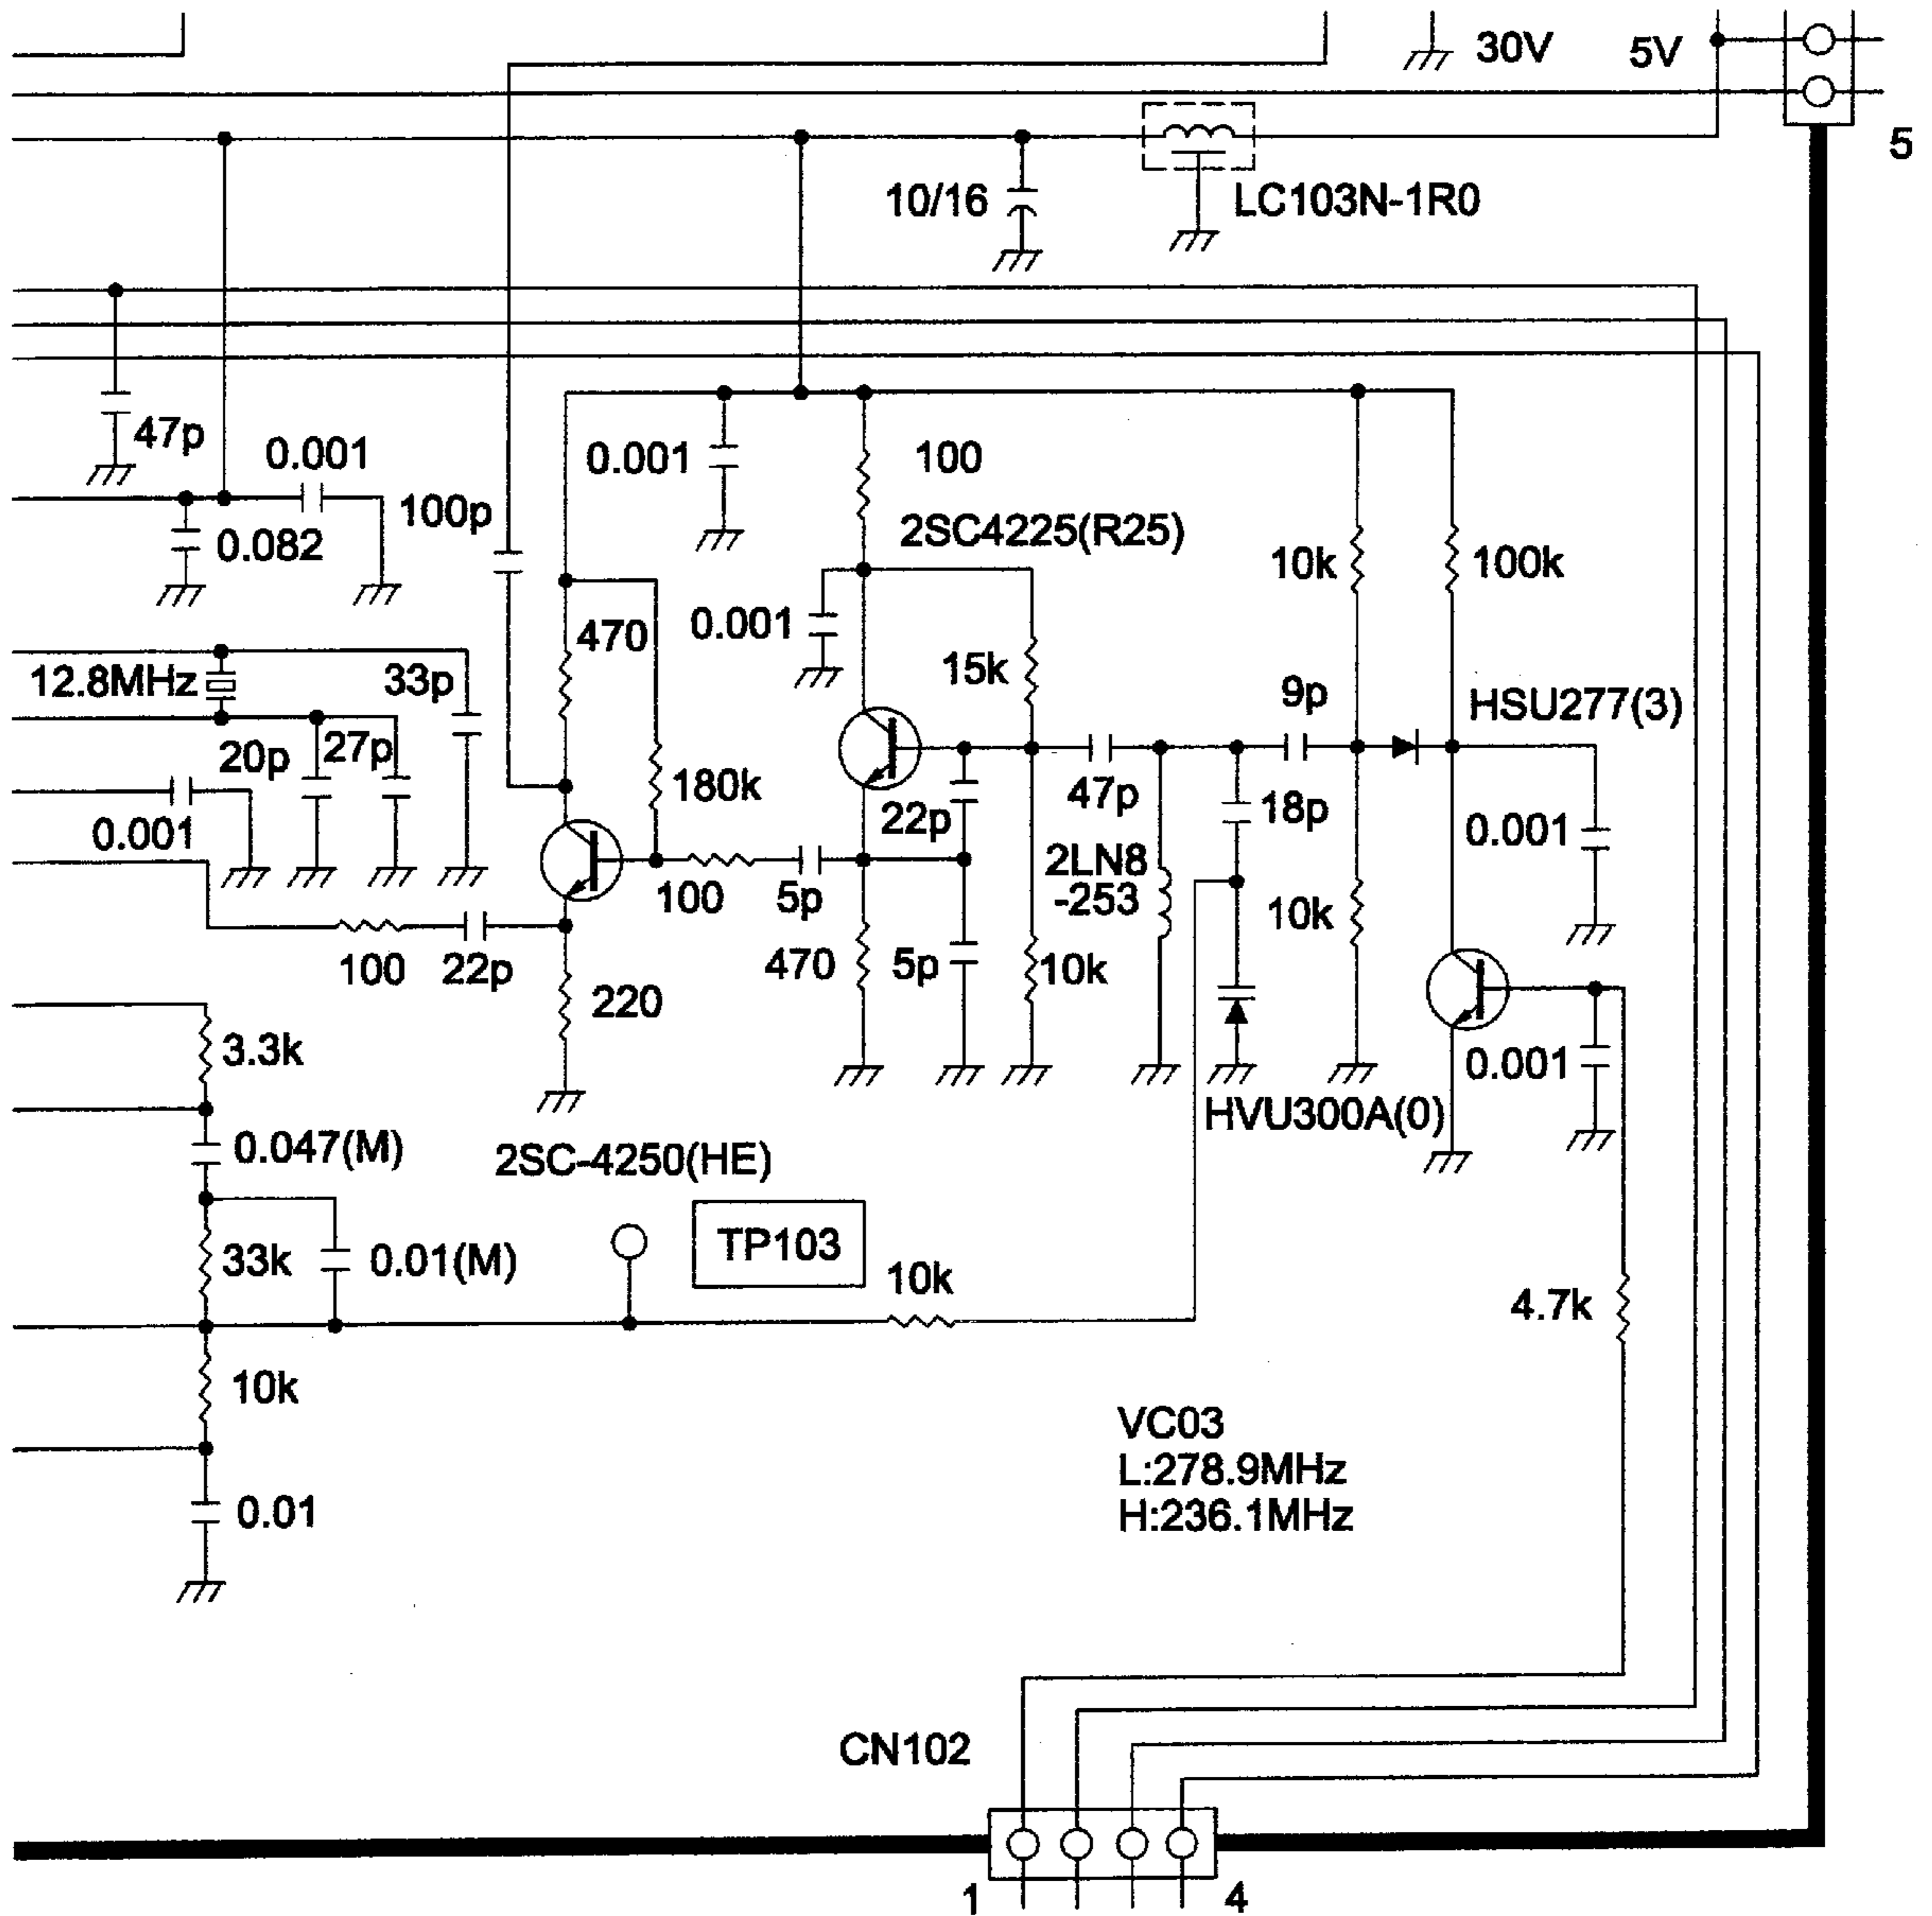 30V
5V
5
10/16
LC103N-1R0
47p
0.001
0.001
100
100p
2SC4225(R25)
0.082
10k
100k
470
0.001
15k
12.8MHz
33p
9p
HSU277(3)
20p
27p
180k
47p
22p
18p
0.001
0.001
2LN8
-253
100
5p
10k
100
22p
470
5p
10k
220
3.3k
0.001
HVU300A(0)
0.047(M)
2SC-4250(HE)
TP103
33k
0.01(M)
10k
4.7k
10k
VC03
L:278.9MHz
H:236.1MHz
0.01
CN102
1
4